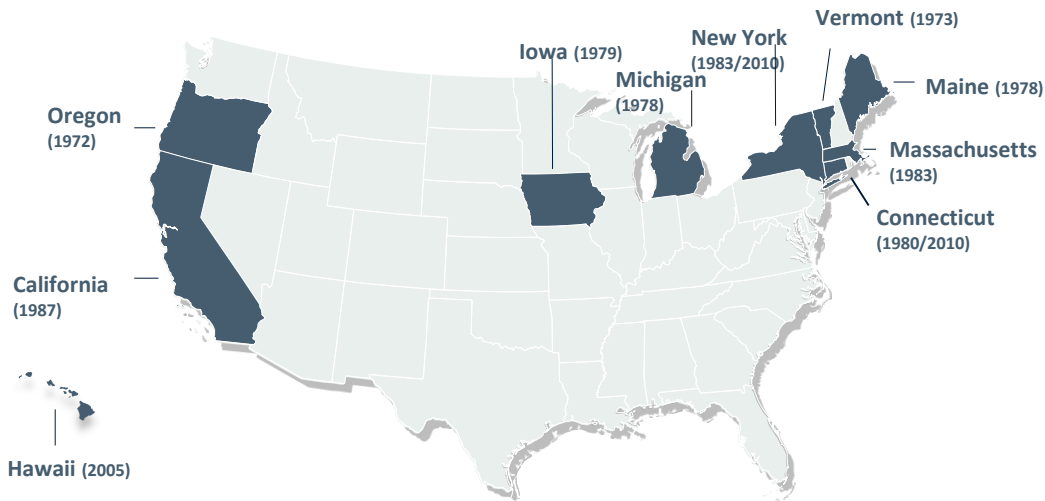 Vermont (1973)
New York
(1983/2010)
Iowa (1979)
Michigan
(1978)
Maine (1978)
Oregon
(1972)
Massachusetts
(1983)
Connecticut
(1980/2010)
California
(1987)
Hawaii (2005)